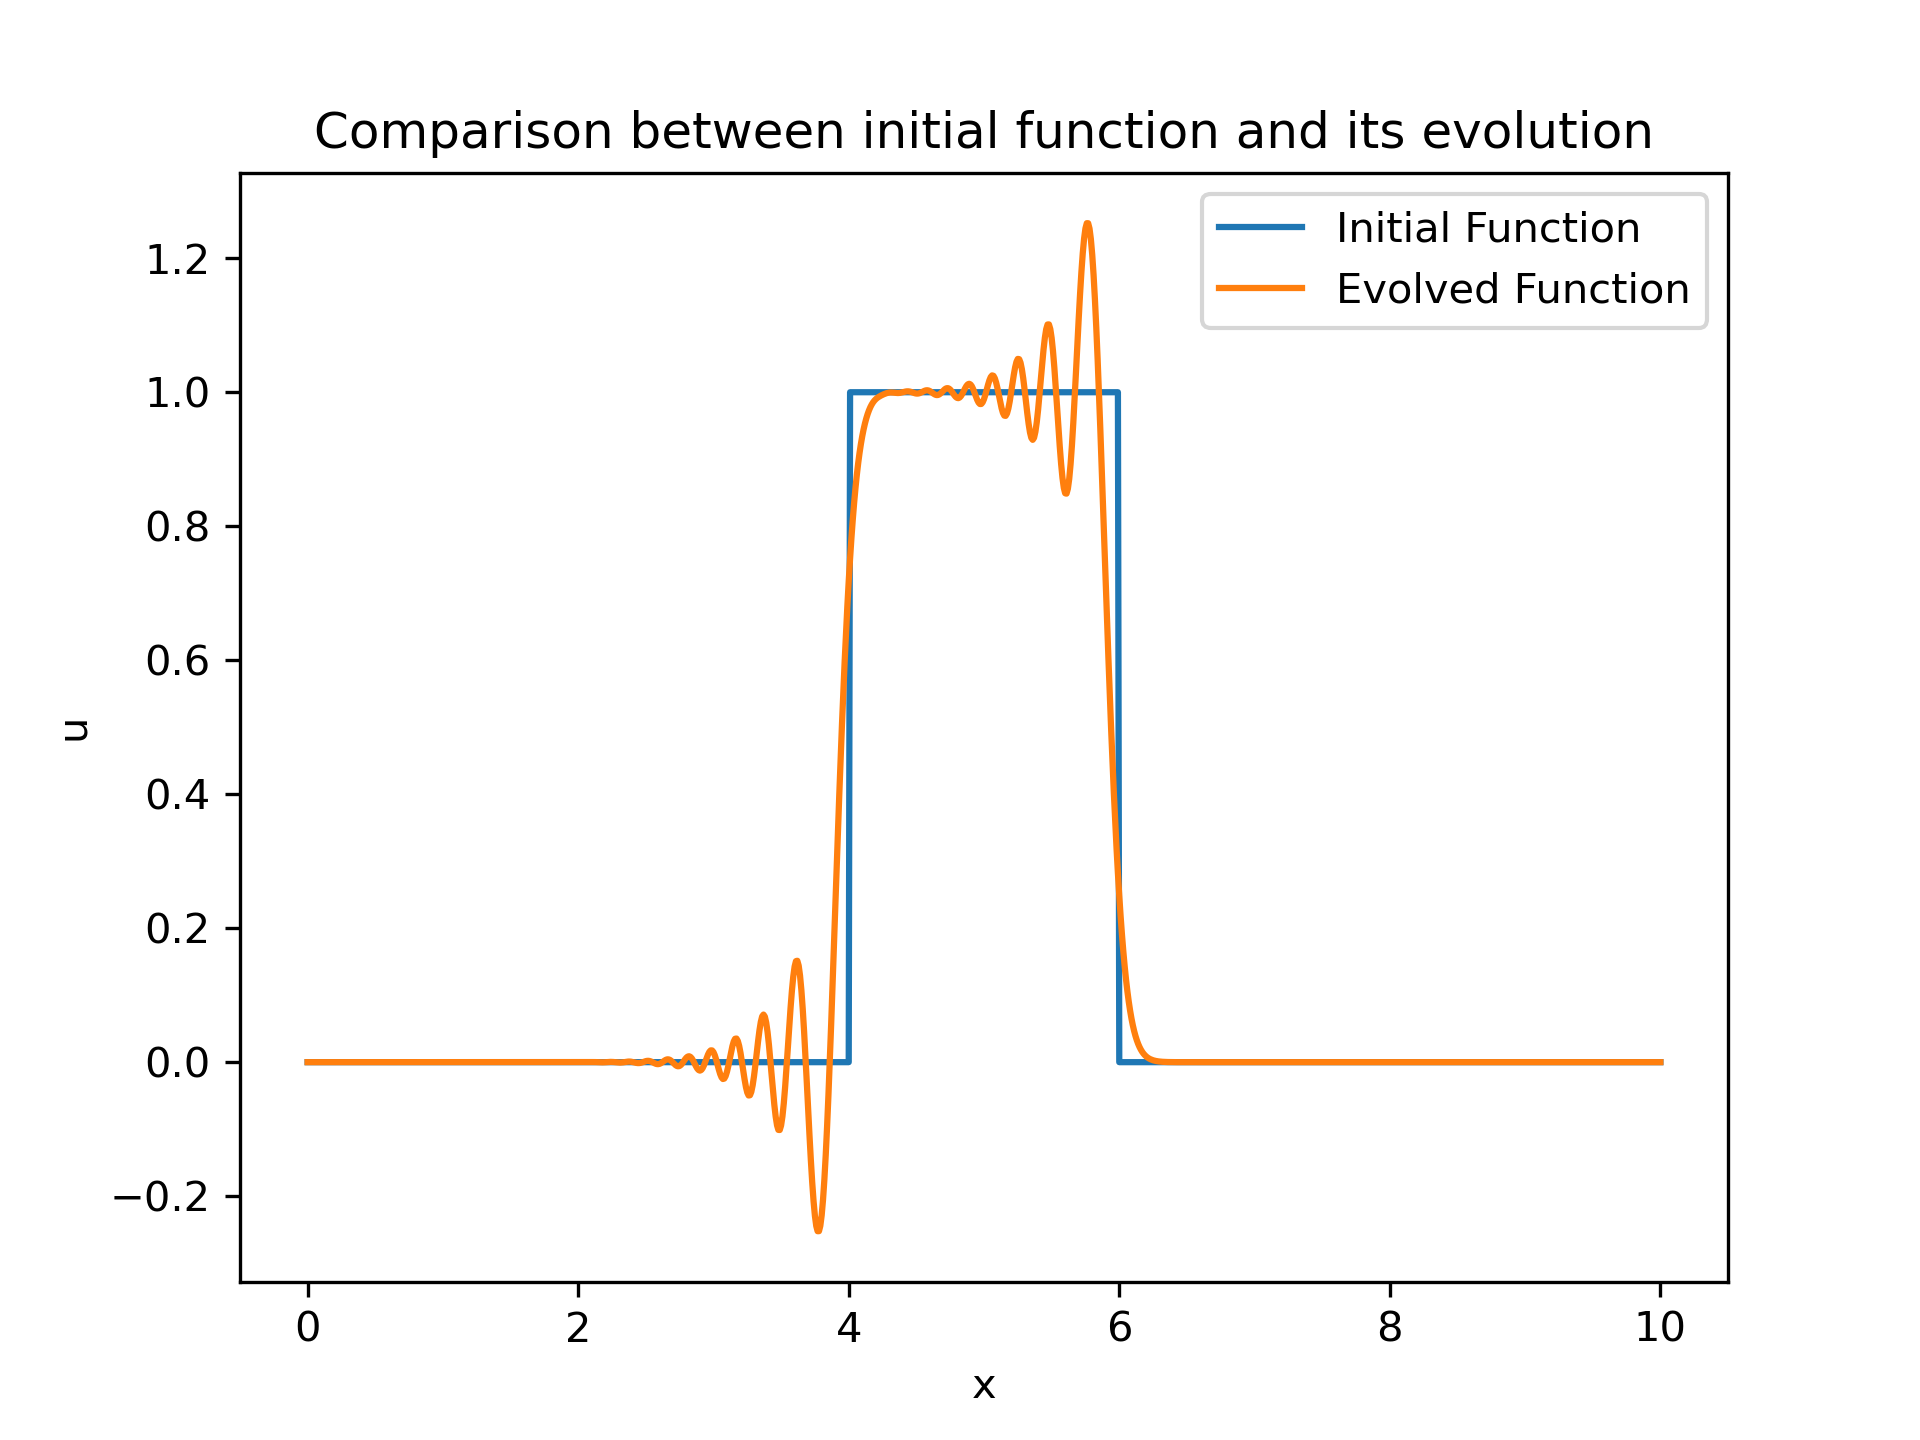 Comparison between initial function and its evolution
Initial Function
Evolved Function
1.2
1.0
0.8
0.6
0.4
0.2
0.0
−0.2
u
0 2 4 6 8 10
x